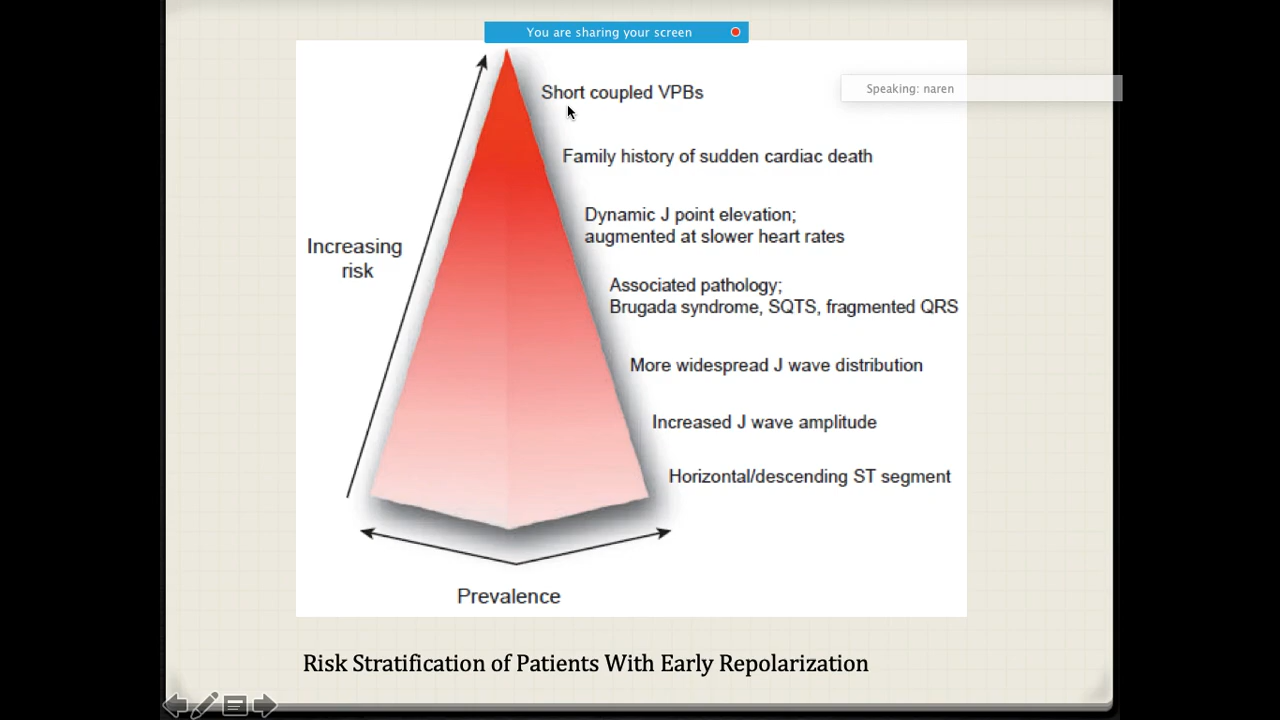 You are sharing your screen
Speaking: naren
Short coupled VPBs
Family history of sudden cardiac death
Dynamic J point elevation;
augmented at slower heart rates
Increasing
risk
Associated pathology;
Brugada syndrome, SQTS, fragmented QRS
More widespread J wave distribution
Increased J wave amplitude
Horizontal/descending ST segment
Prevalence
Risk Stratification of Patients With Early Repolarization